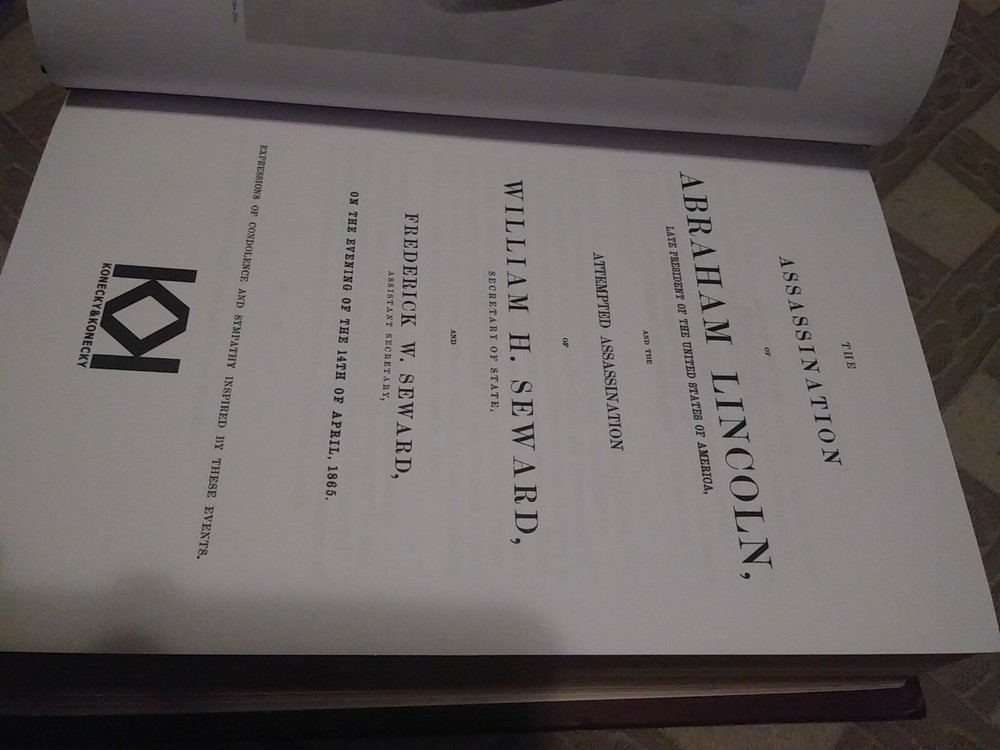 THE
ASSASSINATION
OF
ABRAHAM LINCOLN,
LATE PRESIDENT OF THE UNITED STATES OF AMERICA,
AND THE
ATTEMPTED ASSASSINATION
OF
WILLIAM H. SEWARD,
SECRETARY OF STATE,
AND
FREDERICK W. SEWARD,
ASSISTANT SECRETARY,
ON THE EVENING OF THE 14TH OF APRIL, 1865.
EXPRESSIONS OF CONDOLENCE AND SYMPATHY INSPIRED BY THESE EVENTS.
KONECKY&KONECKY